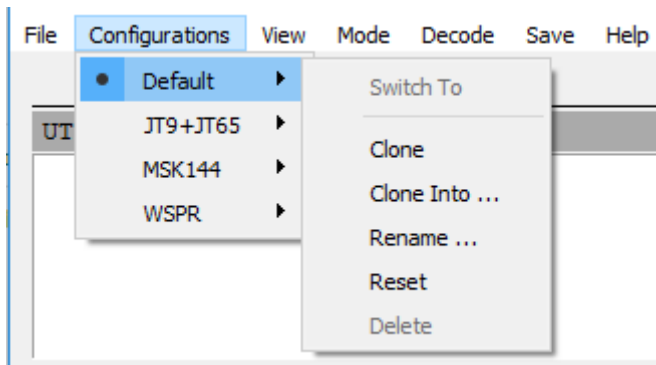 File Configurations View Mode Decode Save Help
Default
JT9+JT65
MSK144
WSPR
Switch To
Clone
Clone Into ...
Rename ...
Reset
Delete
UT